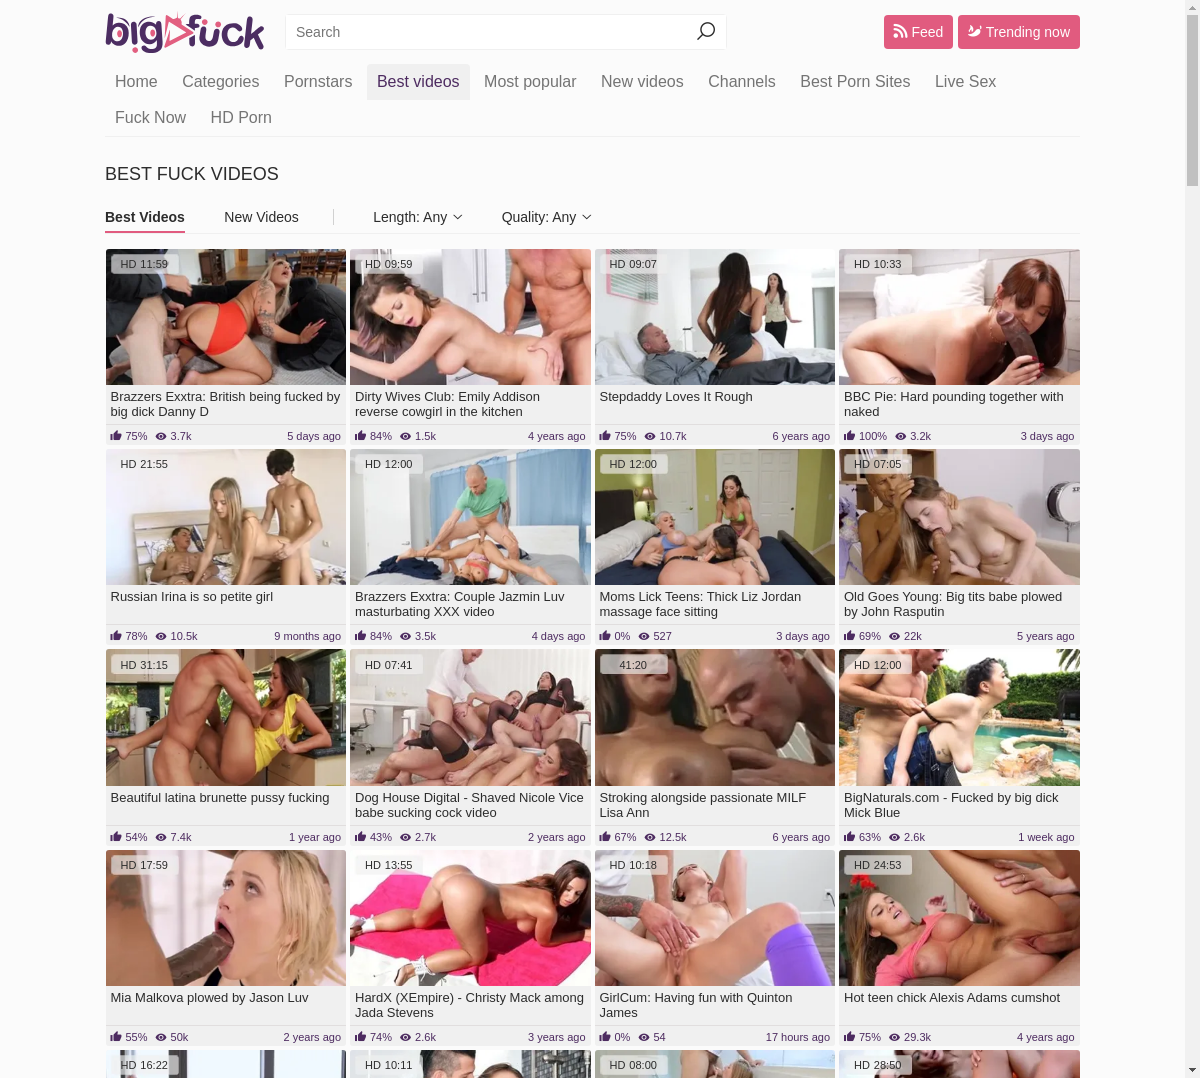 bigfuck
Search
Feed
Trending now
Home Categories Pornstars Best videos Most popular New videos Channels Best Porn Sites Live Sex
Fuck Now HD Porn
BEST FUCK VIDEOS
Best Videos New Videos Length: Any Quality: Any
HD 11:59
HD 09:59
HD 09:07
HD 10:33
Brazzers Exxtra: British being fucked by
big dick Danny D
75% 3.7k 5 days ago
Dirty Wives Club: Emily Addison
reverse cowgirl in the kitchen
84% 1.5k 4 years ago
Stepdaddy Loves It Rough
75% 10.7k 6 years ago
BBC Pie: Hard pounding together with
naked
100% 3.2k 3 days ago
HD 21:55
HD 12:00
HD 12:00
HD 07:05
Russian Irina is so petite girl
78% 10.5k 9 months ago
Brazzers Exxtra: Couple Jazmin Luv
masturbating XXX video
84% 3.5k 4 days ago
Moms Lick Teens: Thick Liz Jordan
massage face sitting
0% 527 3 days ago
Old Goes Young: Big tits babe plowed
by John Rasputin
69% 22k 5 years ago
HD 31:15
HD 07:41
41:20
HD 12:00
Beautiful latina brunette pussy fucking
54% 7.4k 1 year ago
Dog House Digital - Shaved Nicole Vice
babe sucking cock video
43% 2.7k 2 years ago
Stroking alongside passionate MILF
Lisa Ann
67% 12.5k 6 years ago
BigNaturals.com - Fucked by big dick
Mick Blue
63% 2.6k 1 week ago
HD 17:59
HD 13:55
HD 10:18
HD 24:53
Mia Malkova plowed by Jason Luv
55% 50k 2 years ago
HardX (XEmpire) - Christy Mack among
Jada Stevens
74% 2.6k 3 years ago
GirlCum: Having fun with Quinton
James
0% 54 17 hours ago
Hot teen chick Alexis Adams cumshot
75% 29.3k 4 years ago
HD 16:22
HD 10:11
HD 08:00
HD 28:50